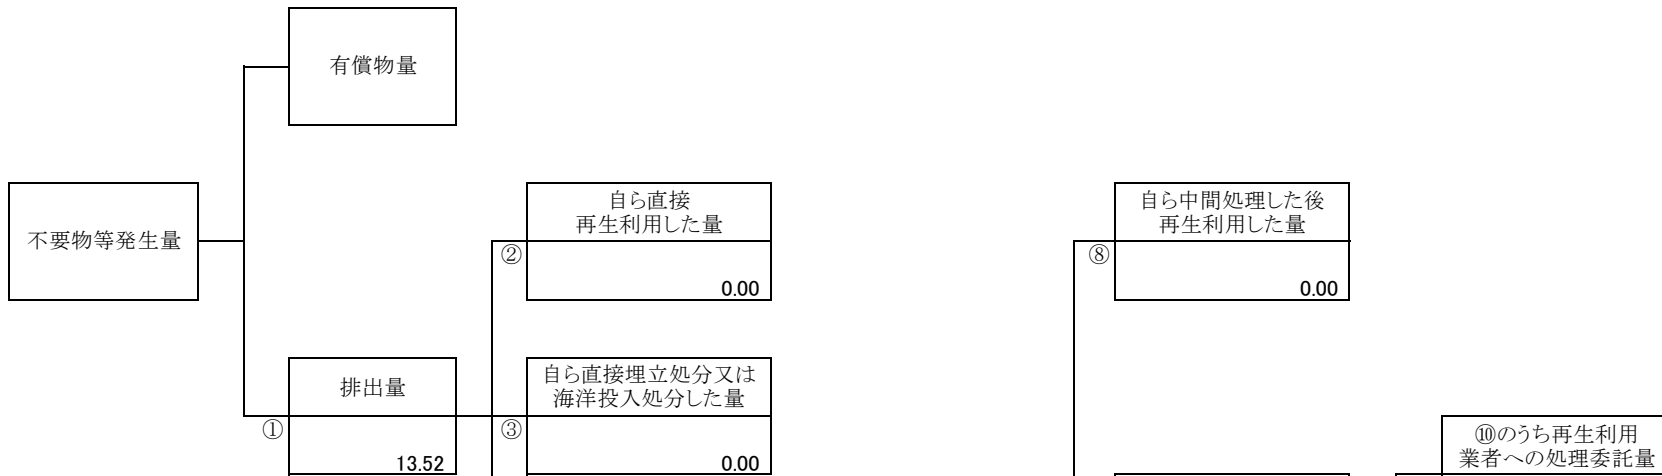 有償物量
不要物等発生量
自ら直接
再生利用した量
②
0.00
自ら中間処理した後
再生利用した量
⑧
0.00
排出量
①
13.52
自ら直接埋立処分又は
海洋投入処分した量
③
0.00
⑩のうち再生利用
業者への処理委託量